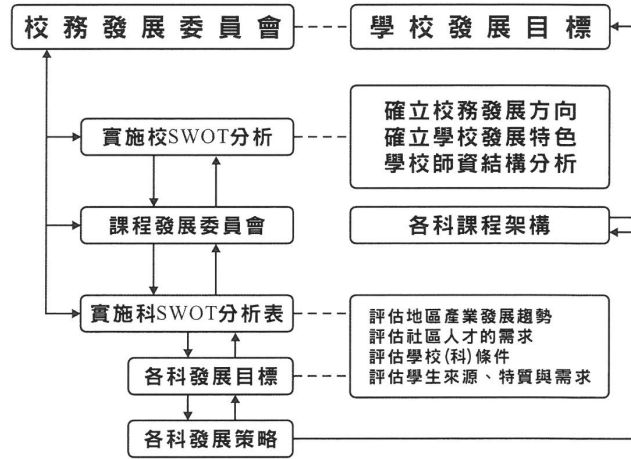 校務發展委員會
學校發展目標
實施校SWOT分析
確立校務發展方向
確立學校發展特色
學校師資結構分析
課程發展委員會
各科課程架構
實施科SWOT分析表
評估地區產業發展趨勢
評估社區人才的需求
評估學校(科)條件
評估學生來源、特質與需求
各科發展目標
各科發展策略